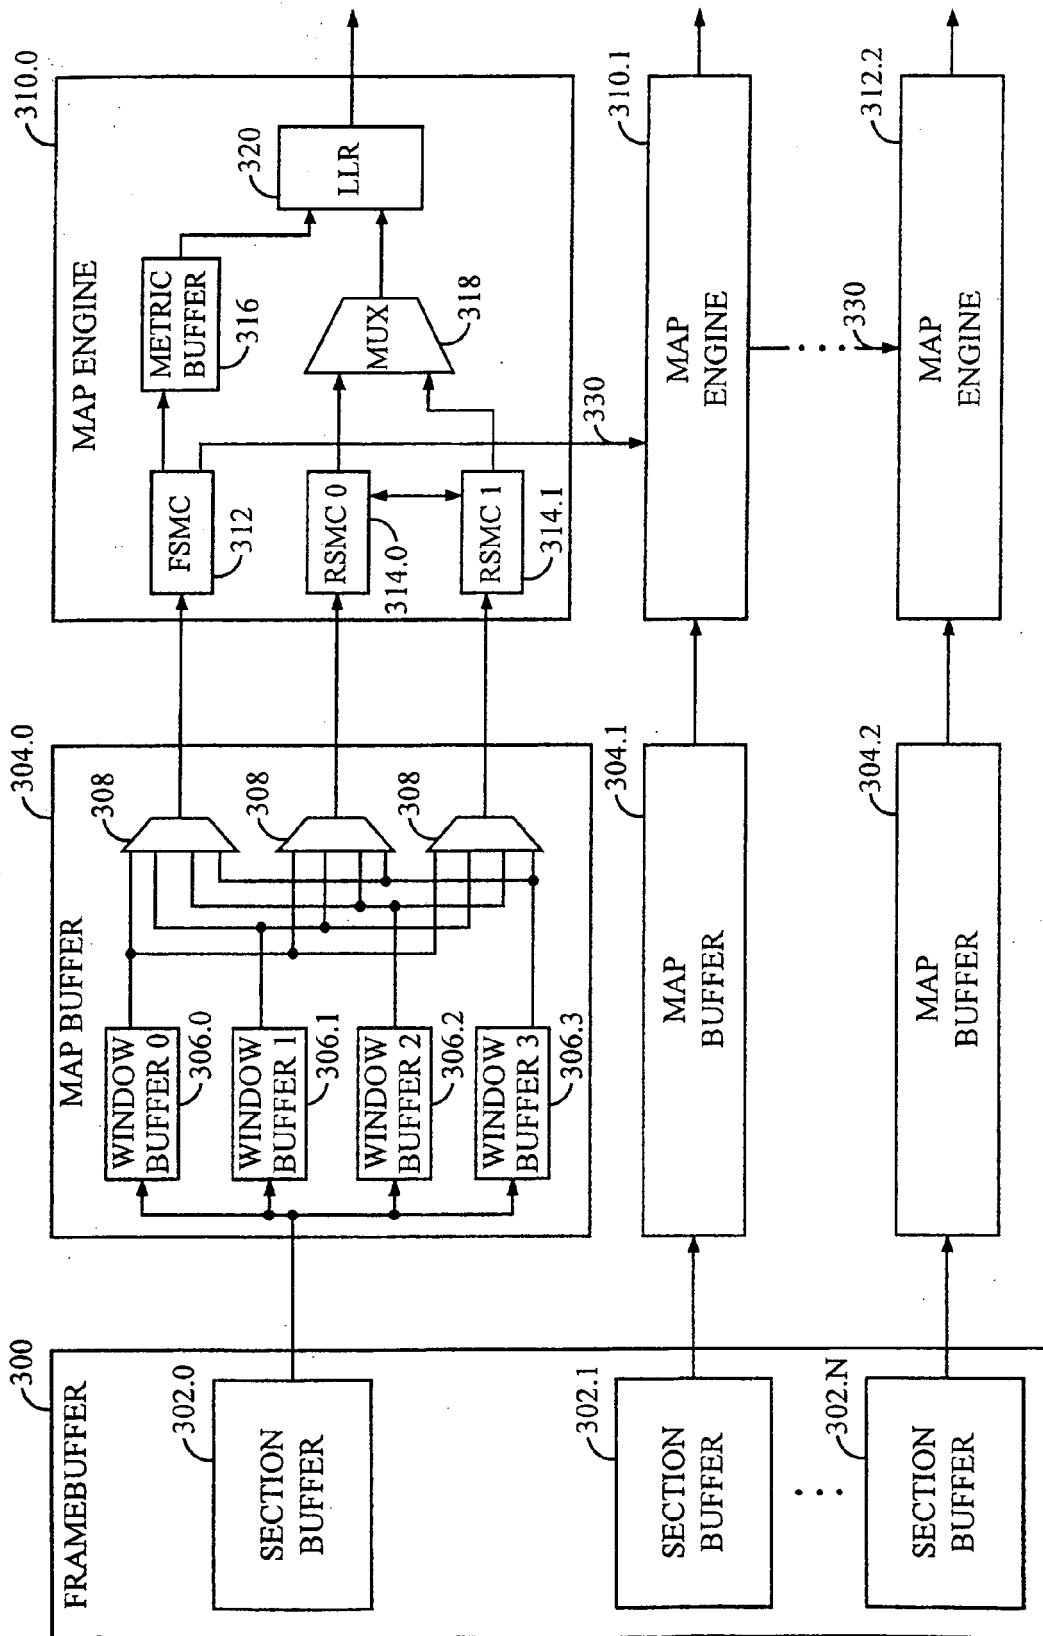 FRAMEBUFFER
300
SECTION
BUFFER
302.0
SECTION
BUFFER
302.1
SECTION
BUFFER
302.N
MAP BUFFER
304.0
WINDOW
BUFFER 0
306.0
WINDOW
BUFFER 1
306.1
WINDOW
BUFFER 2
306.2
WINDOW
BUFFER 3
306.3
308
308
308
MAP
BUFFER
304.1
MAP
BUFFER
304.2
MAP ENGINE
310.0
FSMC
312
RSMC 0
314.0
RSMC 1
314.1
METRIC
BUFFER
316
MUX
318
LLR
320
330
MAP
ENGINE
310.1
330
MAP
ENGINE
312.2